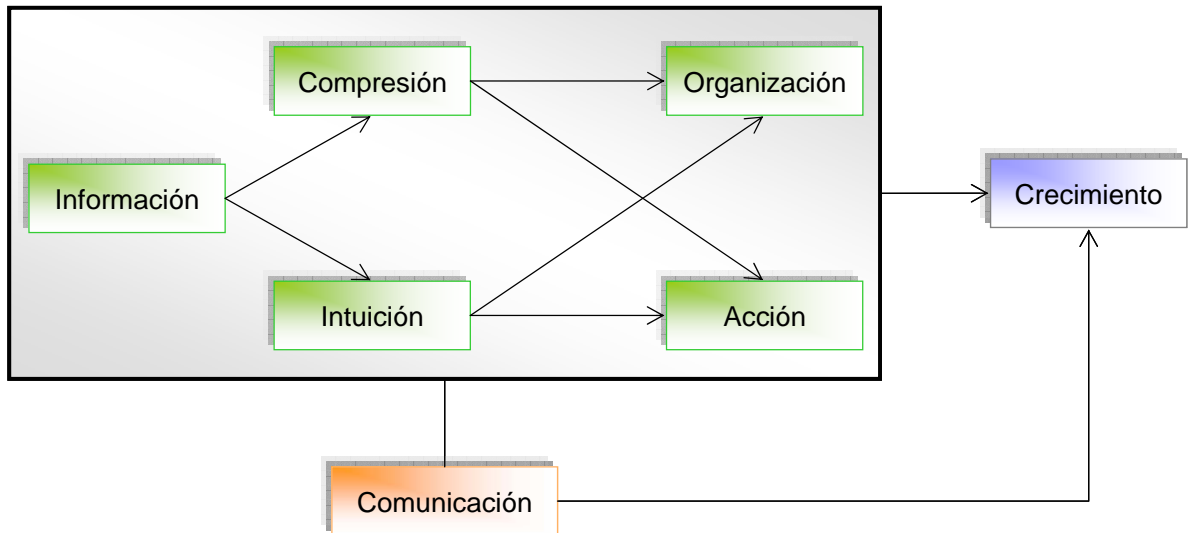 Compresión
Organización
Información
Crecimiento
Intuición
Acción
Comunicación